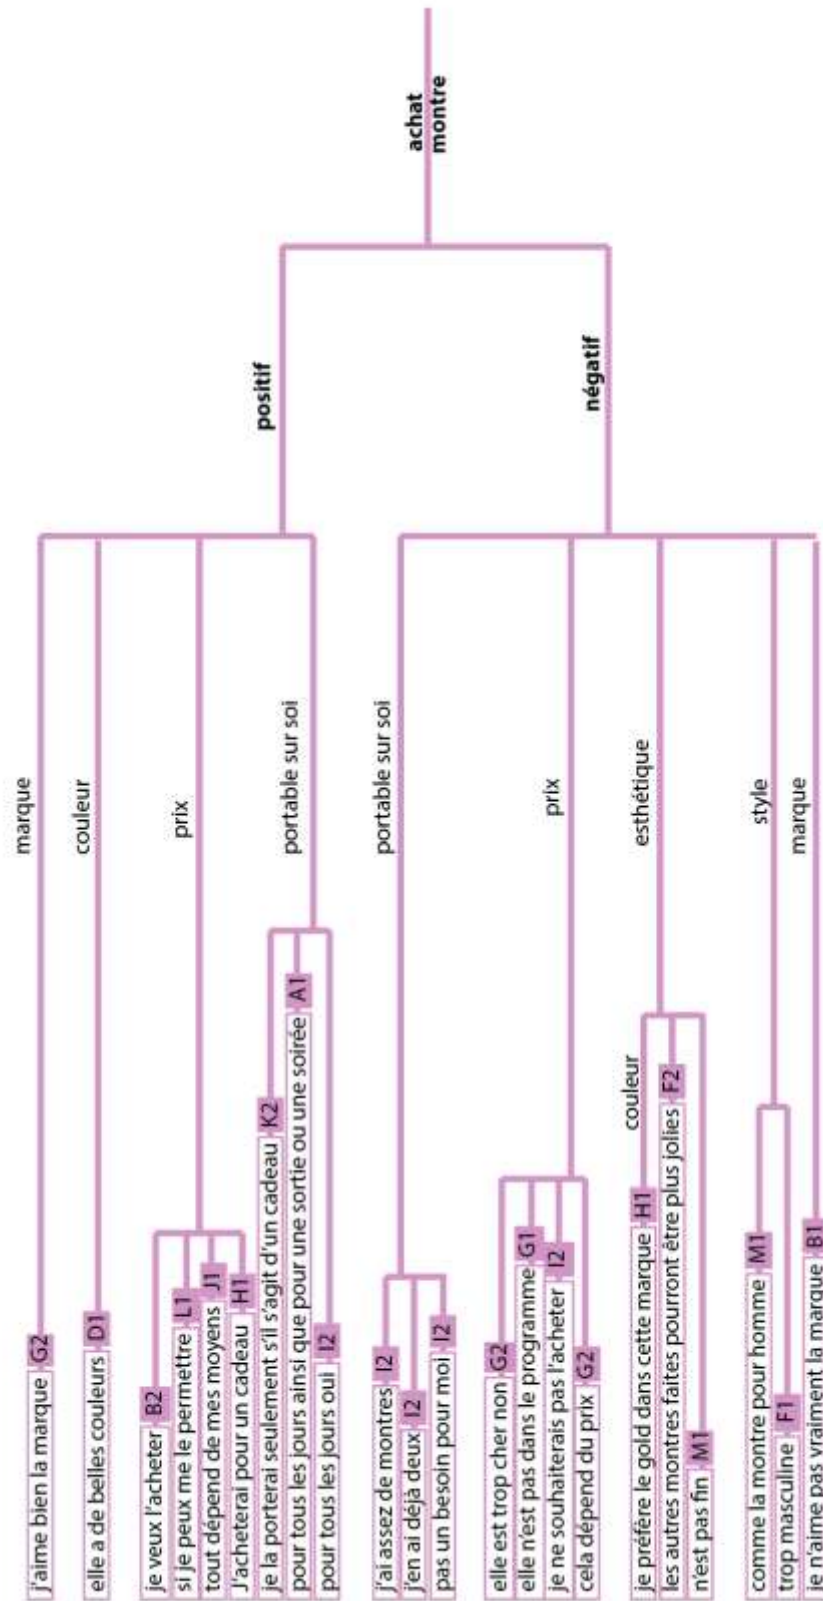 achat
montre
positif
négatif
marque
couleur
prix
portable sur soi
portable sur soi
prix
esthétique
style
marque
couleur
j'aime bien la marque G2
elle a de belles couleurs D1
je veux l'acheter B2
si je peux me le permettre L1
tout dépend de mes moyens J1
J'acheterai pour un cadeau H1
je la porterai seulement s'il s'agit d'un cadeau K2
pour tous les jours ainsi que pour une sortie ou une soirée A1
pour tous les jours oui I2
j'ai assez de montres I2
j'en ai déjà deux I2
pas un besoin pour moi I2
elle est trop cher non G2
elle n'est pas dans le programme G1
je ne souhaiterais pas l'acheter I2
cela dépend du prix G2
je préfère le gold dans cette marque H1
les autres montres faites pourront être plus jolies F2
n'est pas fin M1
comme la montre pour homme M1
trop masculine F1
je n'aime pas vraiment la marque B1